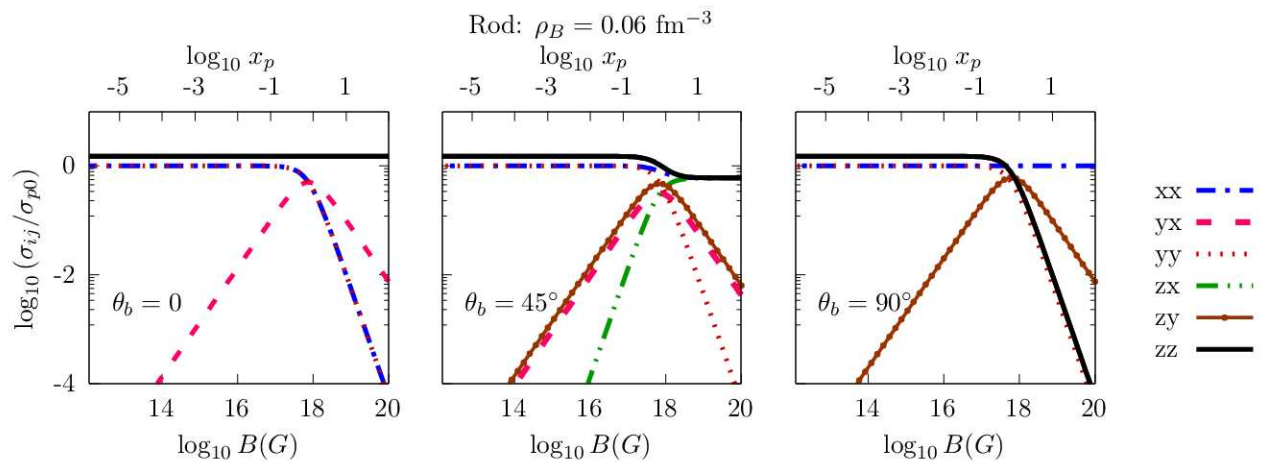 Rod: ρ_B = 0.06 fm⁻³
log₁₀ x_p log₁₀ x_p log₁₀ x_p
-5 -3 -1 1 -5 -3 -1 1 -5 -3 -1 1
log₁₀ (σ_ij/σ_p0)
0
-2
-4
θ_b = 0 θ_b = 45° θ_b = 90°
14 16 18 20 14 16 18 20 14 16 18 20
log₁₀ B(G) log₁₀ B(G) log₁₀ B(G)
xx
yx
yy
zx
zy
zz